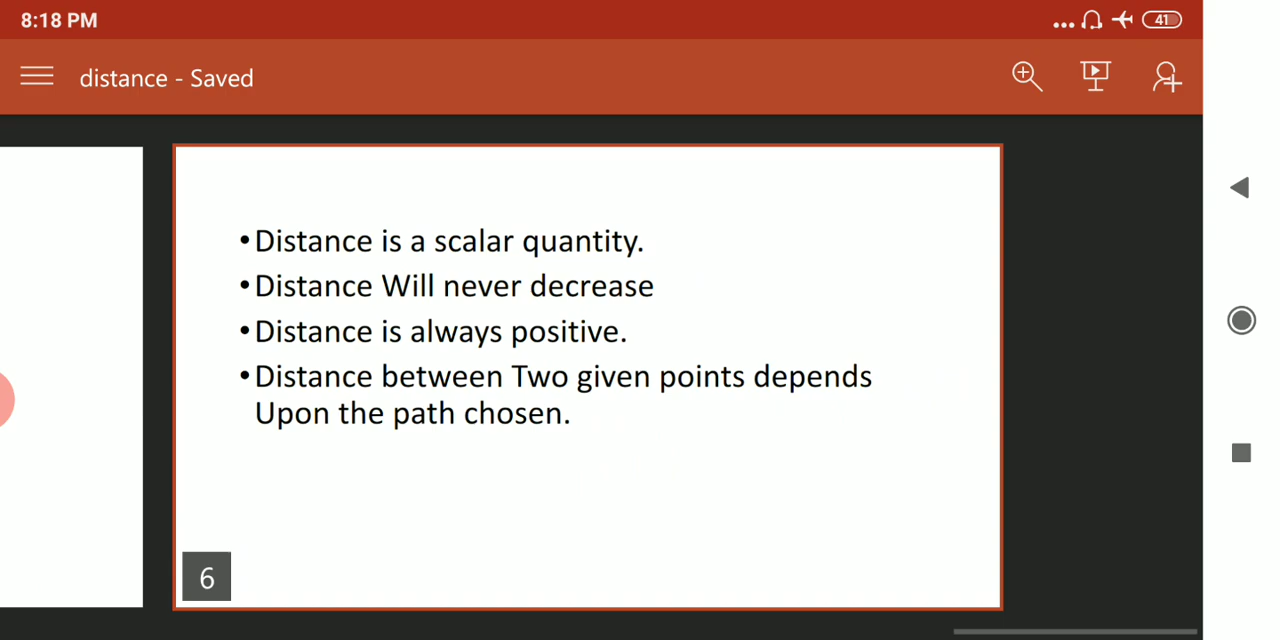 8:18 PM
41
distance - Saved
•Distance is a scalar quantity.
•Distance Will never decrease
•Distance is always positive.
•Distance between Two given points depends
Upon the path chosen.
6